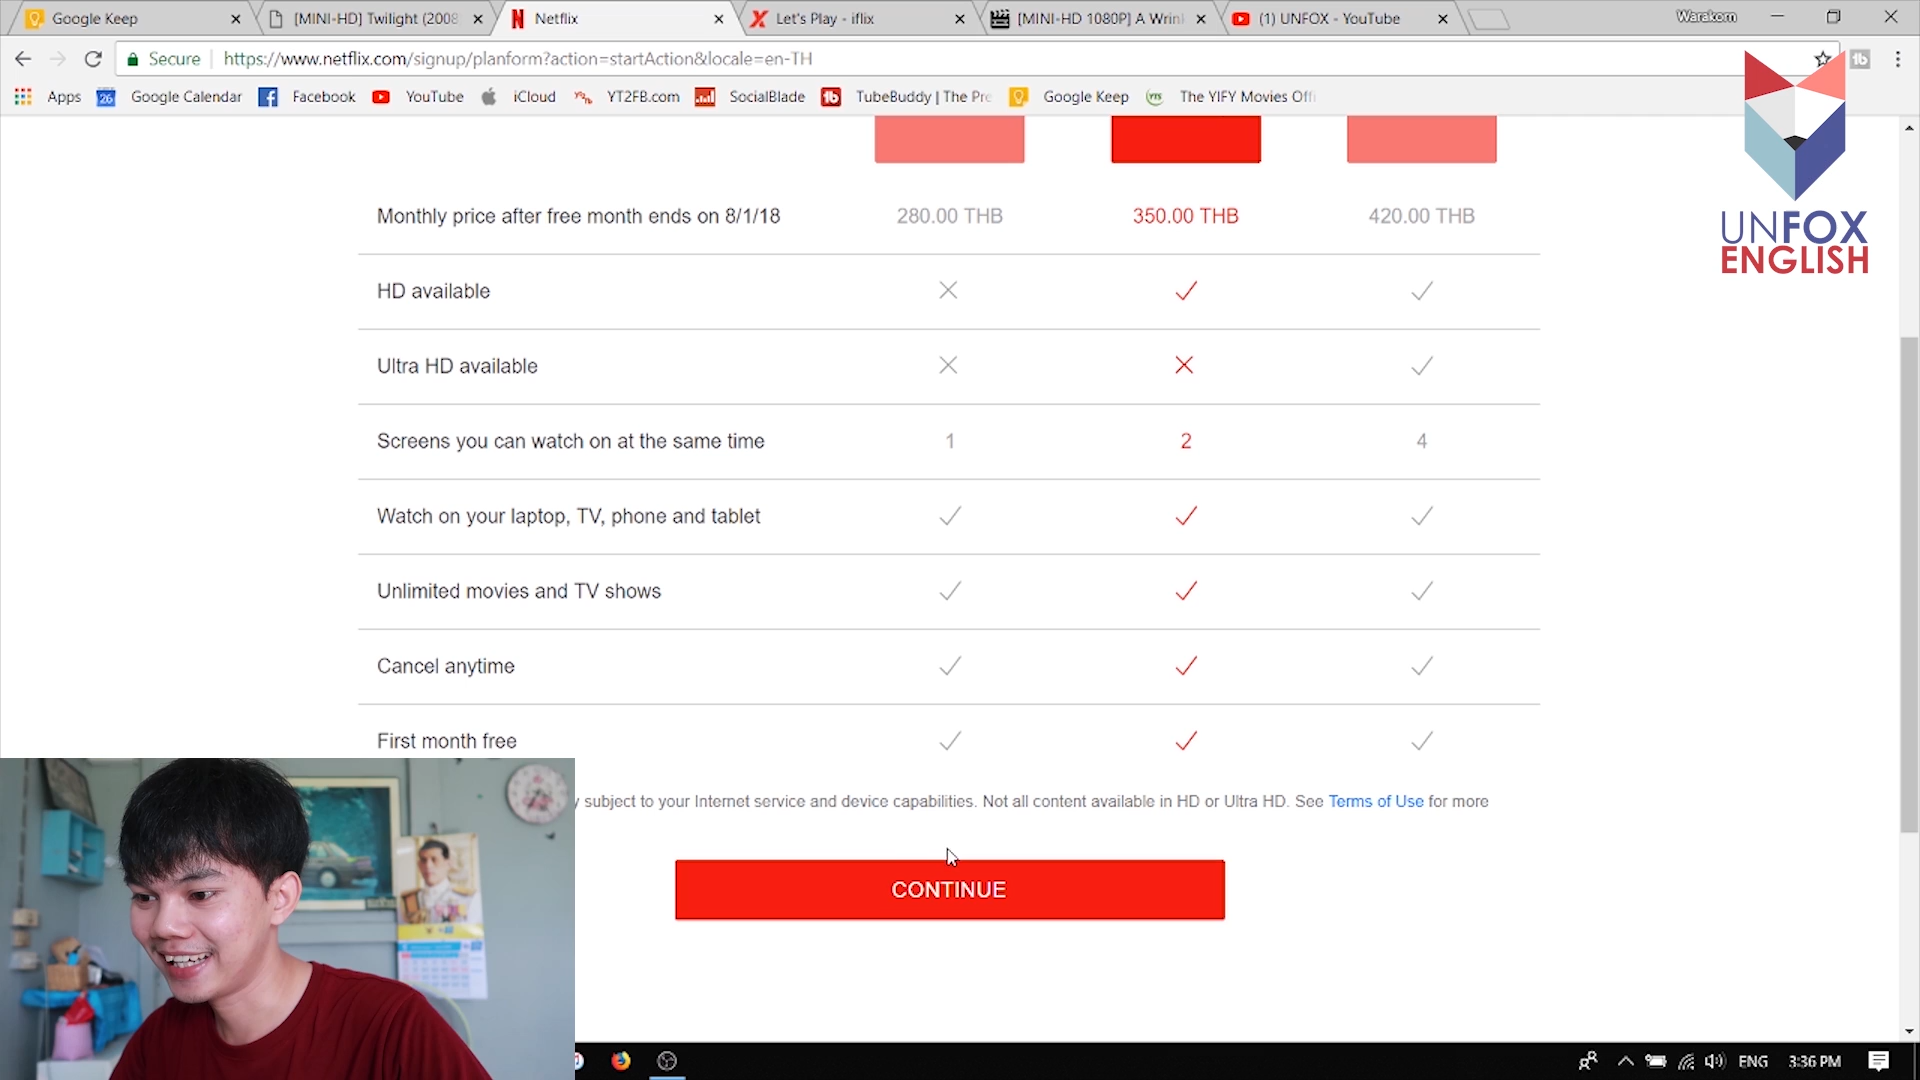 Google Keep
[MINI-HD] Twilight (2008
Netflix
Let's Play - iflix
[MINI-HD 1080P] A Wrin
(1) UNFOX - YouTube
Warakorn
Secure
https://www.netflix.com/signup/planform?action=startAction&locale=en-TH
Apps
26
Google Calendar
Facebook
YouTube
iCloud
YT2FB.com
SocialBlade
TubeBuddy | The Pre
Google Keep
The YIFY Movies Offi
UNFOX
ENGLISH
Monthly price after free month ends on 8/1/18 280.00 THB 350.00 THB 420.00 THB
HD available
Ultra HD available
Screens you can watch on at the same time 1 2 4
Watch on your laptop, TV, phone and tablet
Unlimited movies and TV shows
Cancel anytime
First month free
subject to your Internet service and device capabilities. Not all content available in HD or Ultra HD. See Terms of Use for more
CONTINUE
ENG
3:36 PM